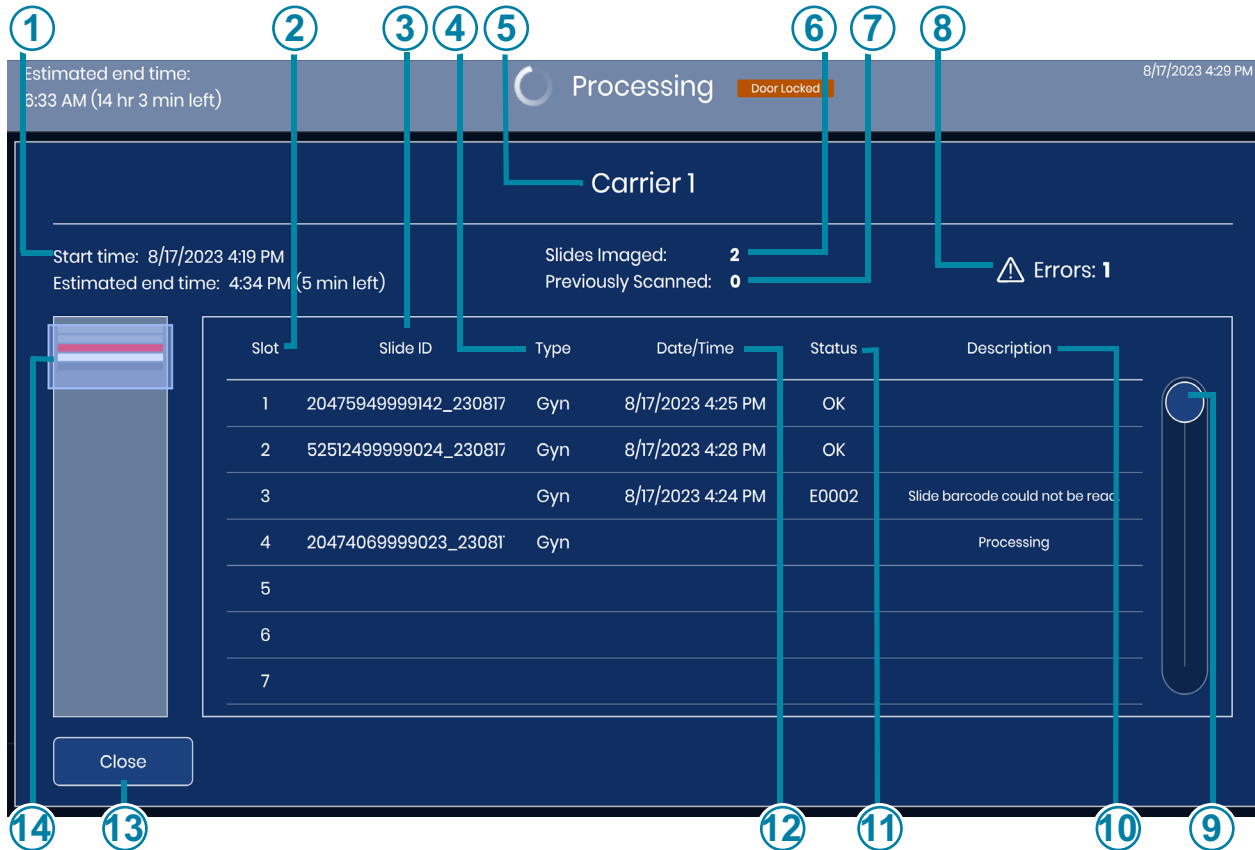 1 2 3 4 5 6 7 8
Estimated end time:
6:33 AM (14 hr 3 min left)
Processing
Door Locked
8/17/2023 4:29 PM
Carrier 1
Start time: 8/17/2023 4:19 PM
Estimated end time: 4:34 PM (5 min left)
Slides Imaged: 2
Previously Scanned: 0
Errors: 1
Slot Slide ID Type Date/Time Status Description
1 20475949999142_230817 Gyn 8/17/2023 4:25 PM OK
2 52512499999024_230817 Gyn 8/17/2023 4:28 PM OK
3 Gyn 8/17/2023 4:24 PM E0002 Slide barcode could not be read.
4 20474069999023_23081 Gyn Processing
5
6
7
Close
14 13 12 11 10 9